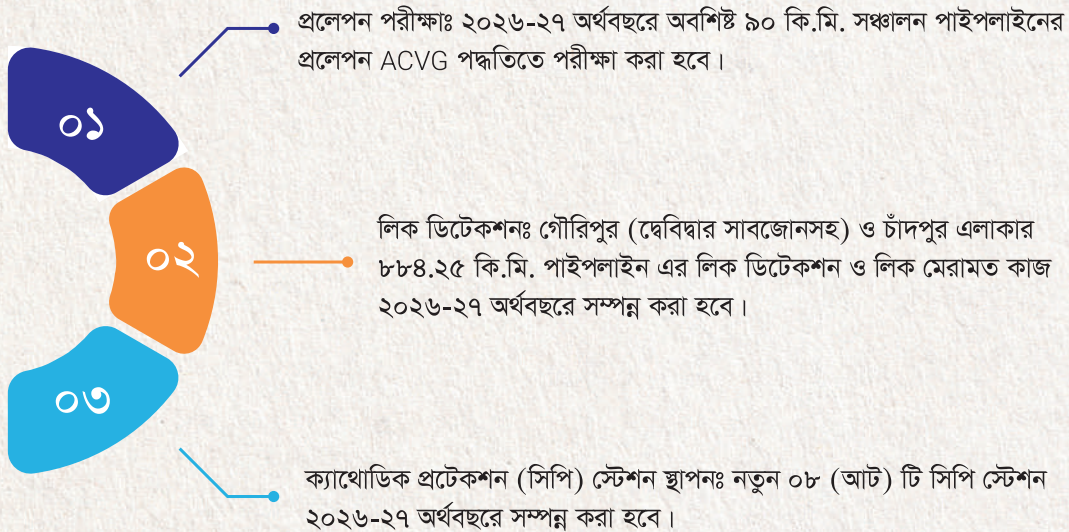 ০১
প্রলেপন পরীক্ষাঃ ২০২৬-২৭ অর্থবছরে অবশিষ্ট ৯০ কি.মি. সঞ্চালন পাইপলাইনের
প্রলেপন ACVG পদ্ধতিতে পরীক্ষা করা হবে।
০২
লিক ডিটেকশনঃ গৌরিপুর (দ্বেবিদ্বার সাবজোনসহ) ও চাঁদপুর এলাকার
৮৮৪.২৫ কি.মি. পাইপলাইন এর লিক ডিটেকশন ও লিক মেরামত কাজ
২০২৬-২৭ অর্থবছরে সম্পন্ন করা হবে।
০৩
ক্যাথোডিক প্রটেকশন (সিপি) স্টেশন স্থাপনঃ নতুন ০৮ (আট) টি সিপি স্টেশন
২০২৬-২৭ অর্থবছরে সম্পন্ন করা হবে।